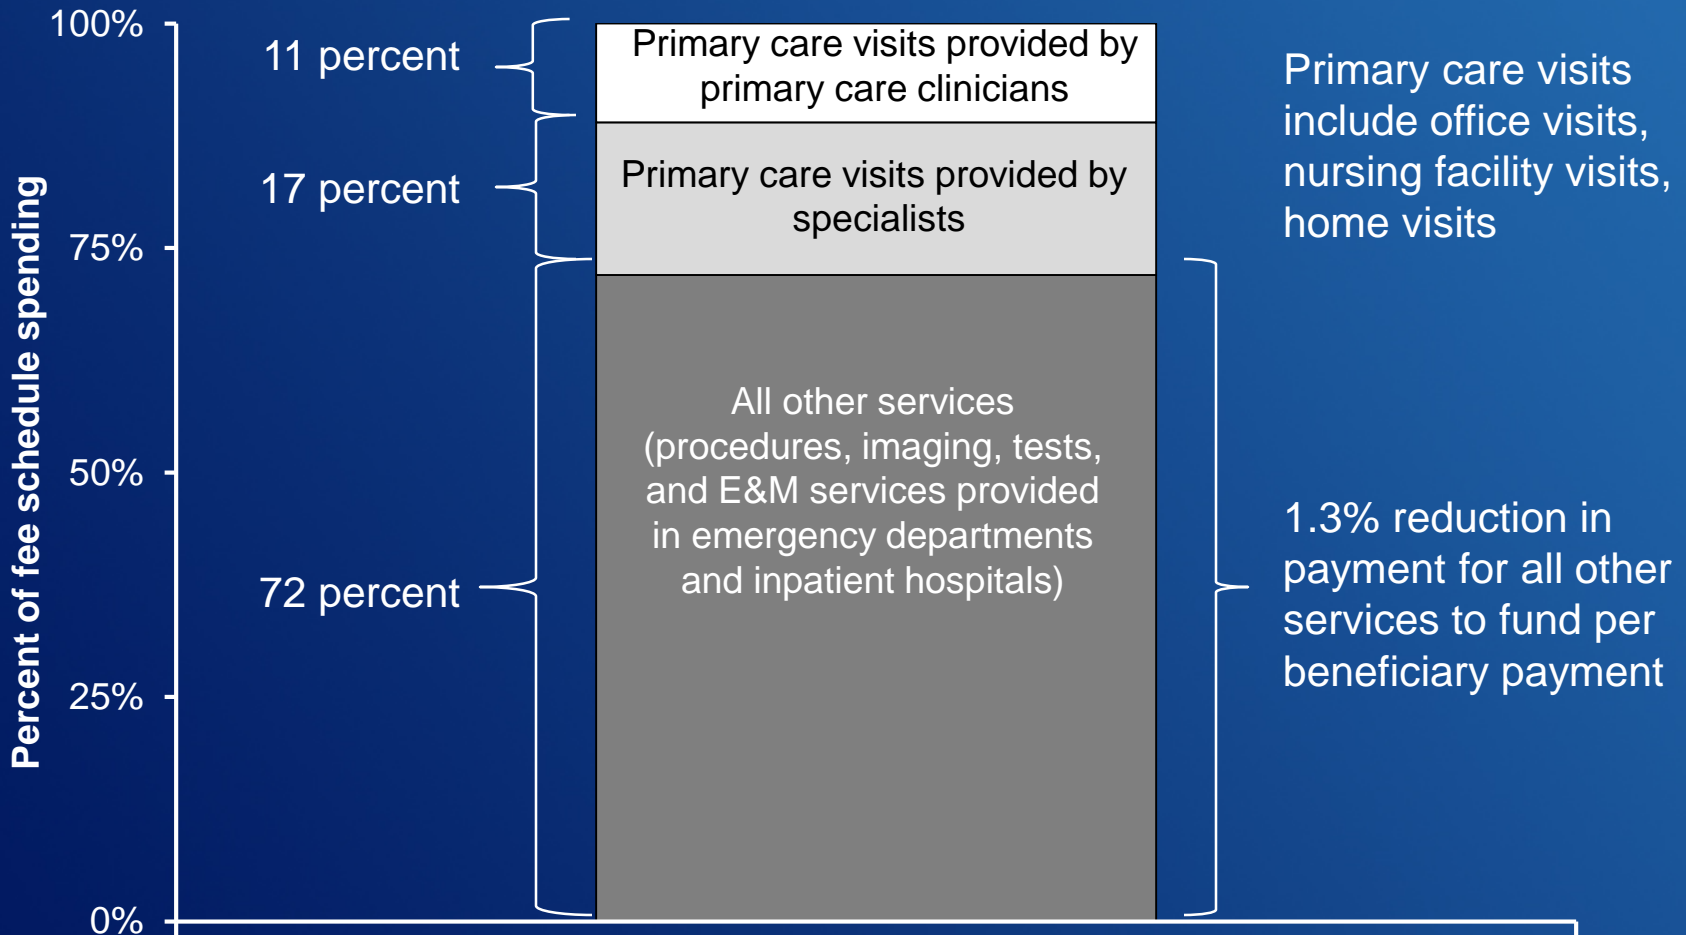 Percent of fee schedule spending
100%
75%
50%
25%
0%
11 percent
17 percent
72 percent
Primary care visits provided by
primary care clinicians
Primary care visits provided by
specialists
All other services
(procedures, imaging, tests,
and E&M services provided
in emergency departments
and inpatient hospitals)
Primary care visits
include office visits,
nursing facility visits,
home visits
1.3% reduction in
payment for all other
services to fund per
beneficiary payment